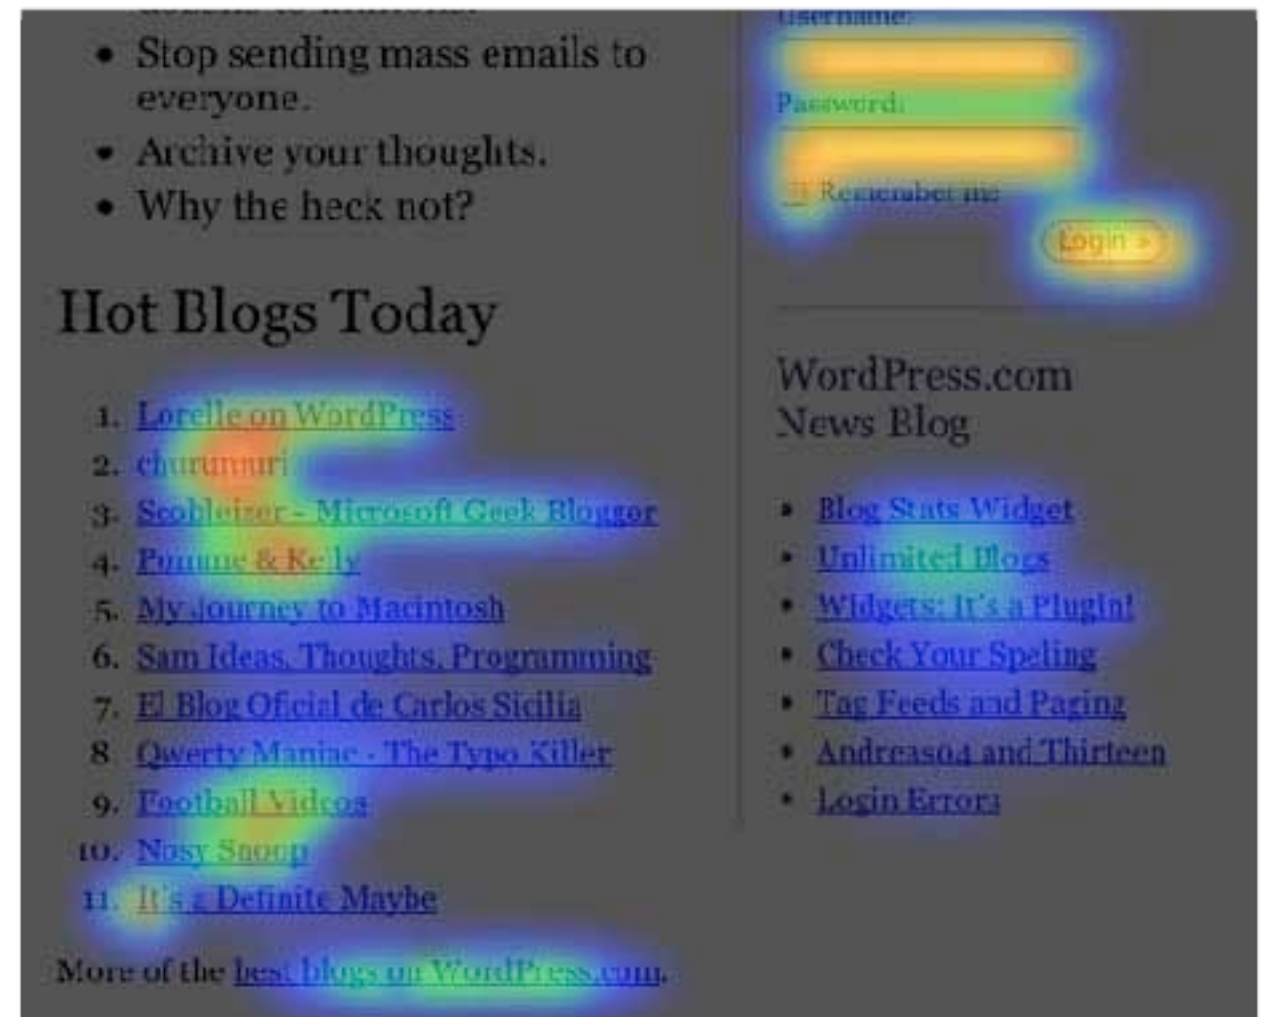 Stop sending mass emails to
everyone.
Archive your thoughts.
Why the heck not?
Hot Blogs Today
1. Lorelle on WordPress
2.
3. Scobleizer - Microsoft Geek Blogger
4. & Kelly
5. My Journey to Macintosh
6. Sam Ideas, Thoughts, Programming
7. El Blog Oficial de Carlos Sicilia
8 Qwerty Maniac - The Typo Killer
9. Football Videos
10. Nosy Snoop
11. It's a Definite Maybe
More of the best blogs on WordPress.com.
Username:
Password:
Remember me
Login »
WordPress.com
News Blog
Blog Stats Widget
Unlimited Blogs
Widgets: It's a Plugin!
Check Your Speling
Tag Feeds and Paging
Andreas04 and Thirteen
Login Errors